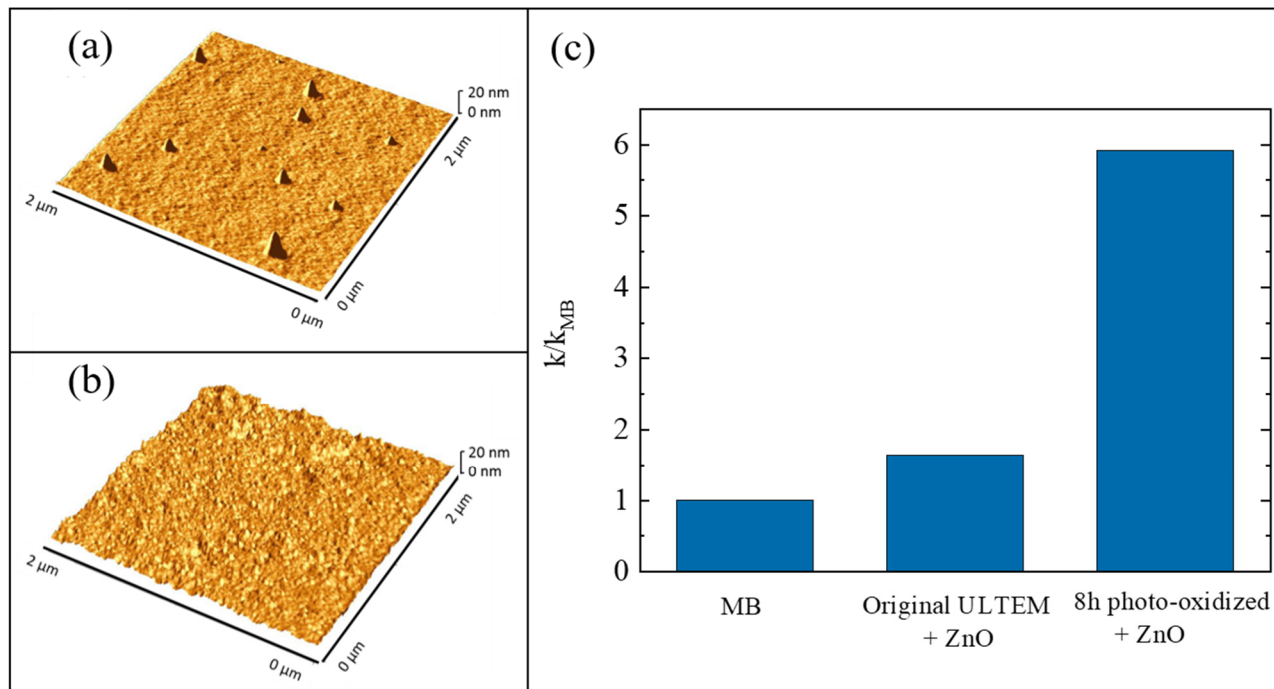 (a)
20 nm
0 nm
2 µm
2 µm
0 µm
0 µm
(b)
20 nm
0 nm
2 µm
2 µm
0 µm
0 µm
(c)
k/k_MB
6
5
4
3
2
1
0
MB
Original ULTEM
+ ZnO
8h photo-oxidized
+ ZnO